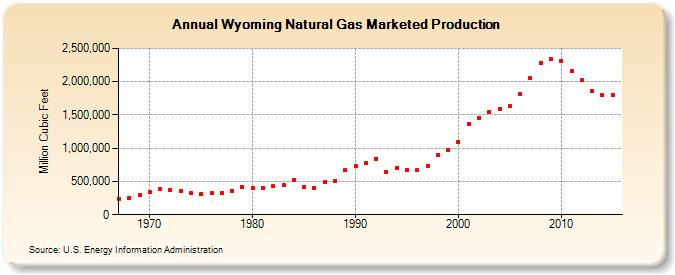 Annual Wyoming Natural Gas Marketed Production
Million Cubic Feet
2,500,000
2,000,000
1,500,000
1,000,000
500,000
0
1970 1980 1990 2000 2010
Source: U.S. Energy Information Administration